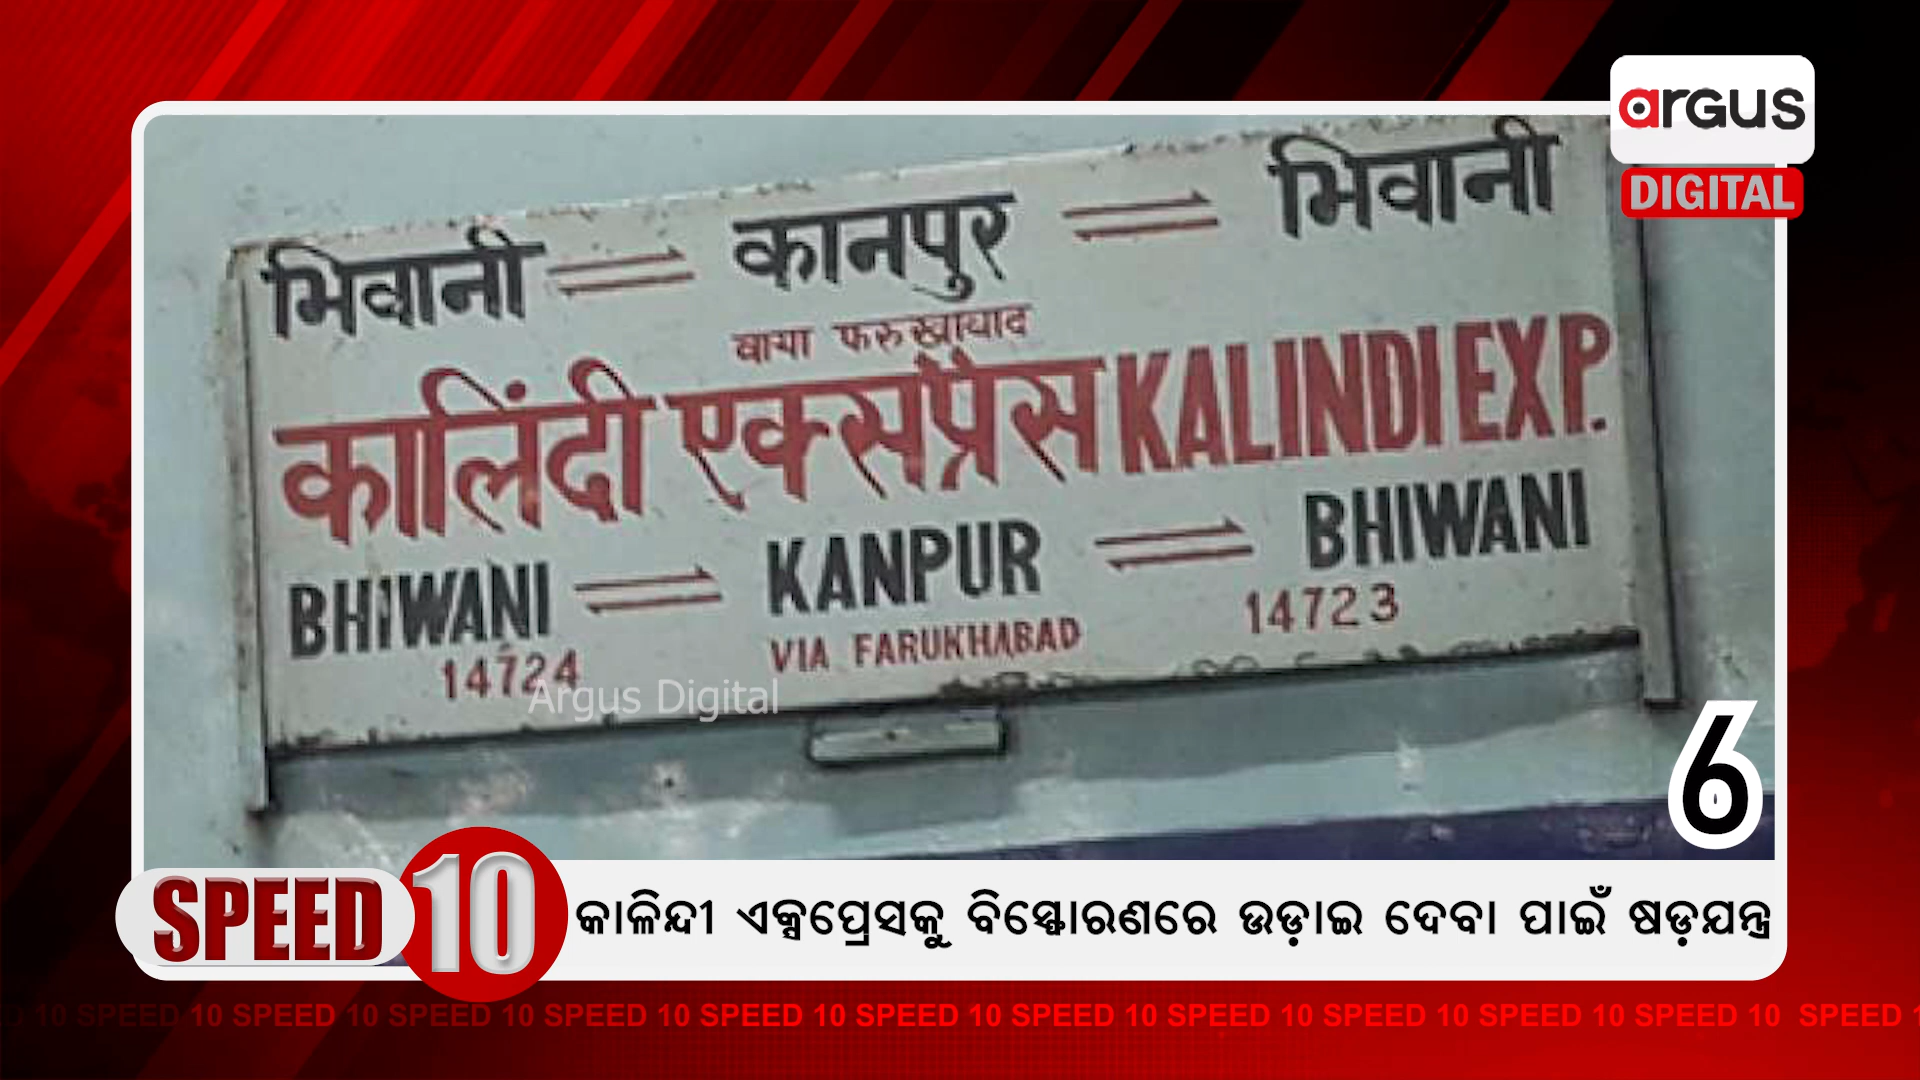 argus
DIGITAL
भिवानी कानपुर भिवानी
वाया फरुखावाद
कालिंदी एक्सप्रैस KALINDI EXP.
BHIWANI KANPUR BHIWANI
14724 VIA FARUKHABAD 14723
Argus Digital
6
SPEED 10
କାଳିନ୍ଦୀ ଏକ୍ସପ୍ରେସକୁ ବିସ୍ଫୋରଣରେ ଉଡ଼ାଇ ଦେବା ପାଇଁ ଷଡ଼ଯନ୍ତ୍ର
10 SPEED 10 SPEED 10 SPEED 10 SPEED 10 SPEED 10 SPEED 10 SPEED 10 SPEED 10 SPEED 10 SPEED 10 SPEED 10 SPEED